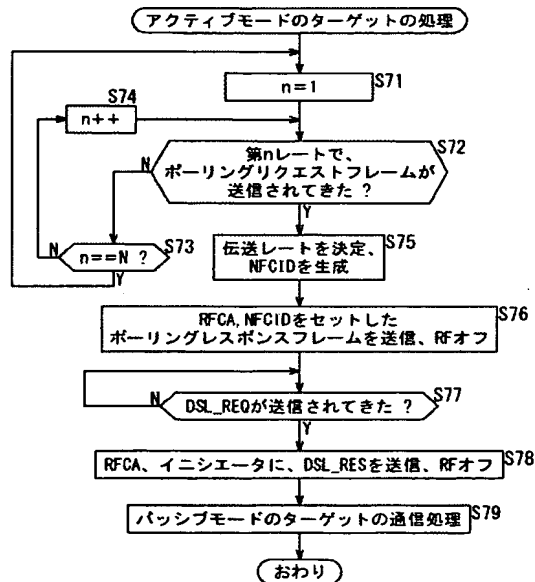 アクティブモードのターゲットの処理
S71
n=1
S74
n++
S72
第nレートで、
ポーリングリクエストフレームが
送信されてきた ?
N
Y
S73
n==N ?
N
Y
S75
伝送レートを決定、
NFCIDを生成
S76
RFCA,NFCIDをセットした
ポーリングレスポンスフレームを送信、RFオフ
S77
DSL_REQが送信されてきた ?
N
Y
S78
RFCA、イニシエータに、DSL_RESを送信、RFオフ
S79
パッシブモードのターゲットの通信処理
おわり